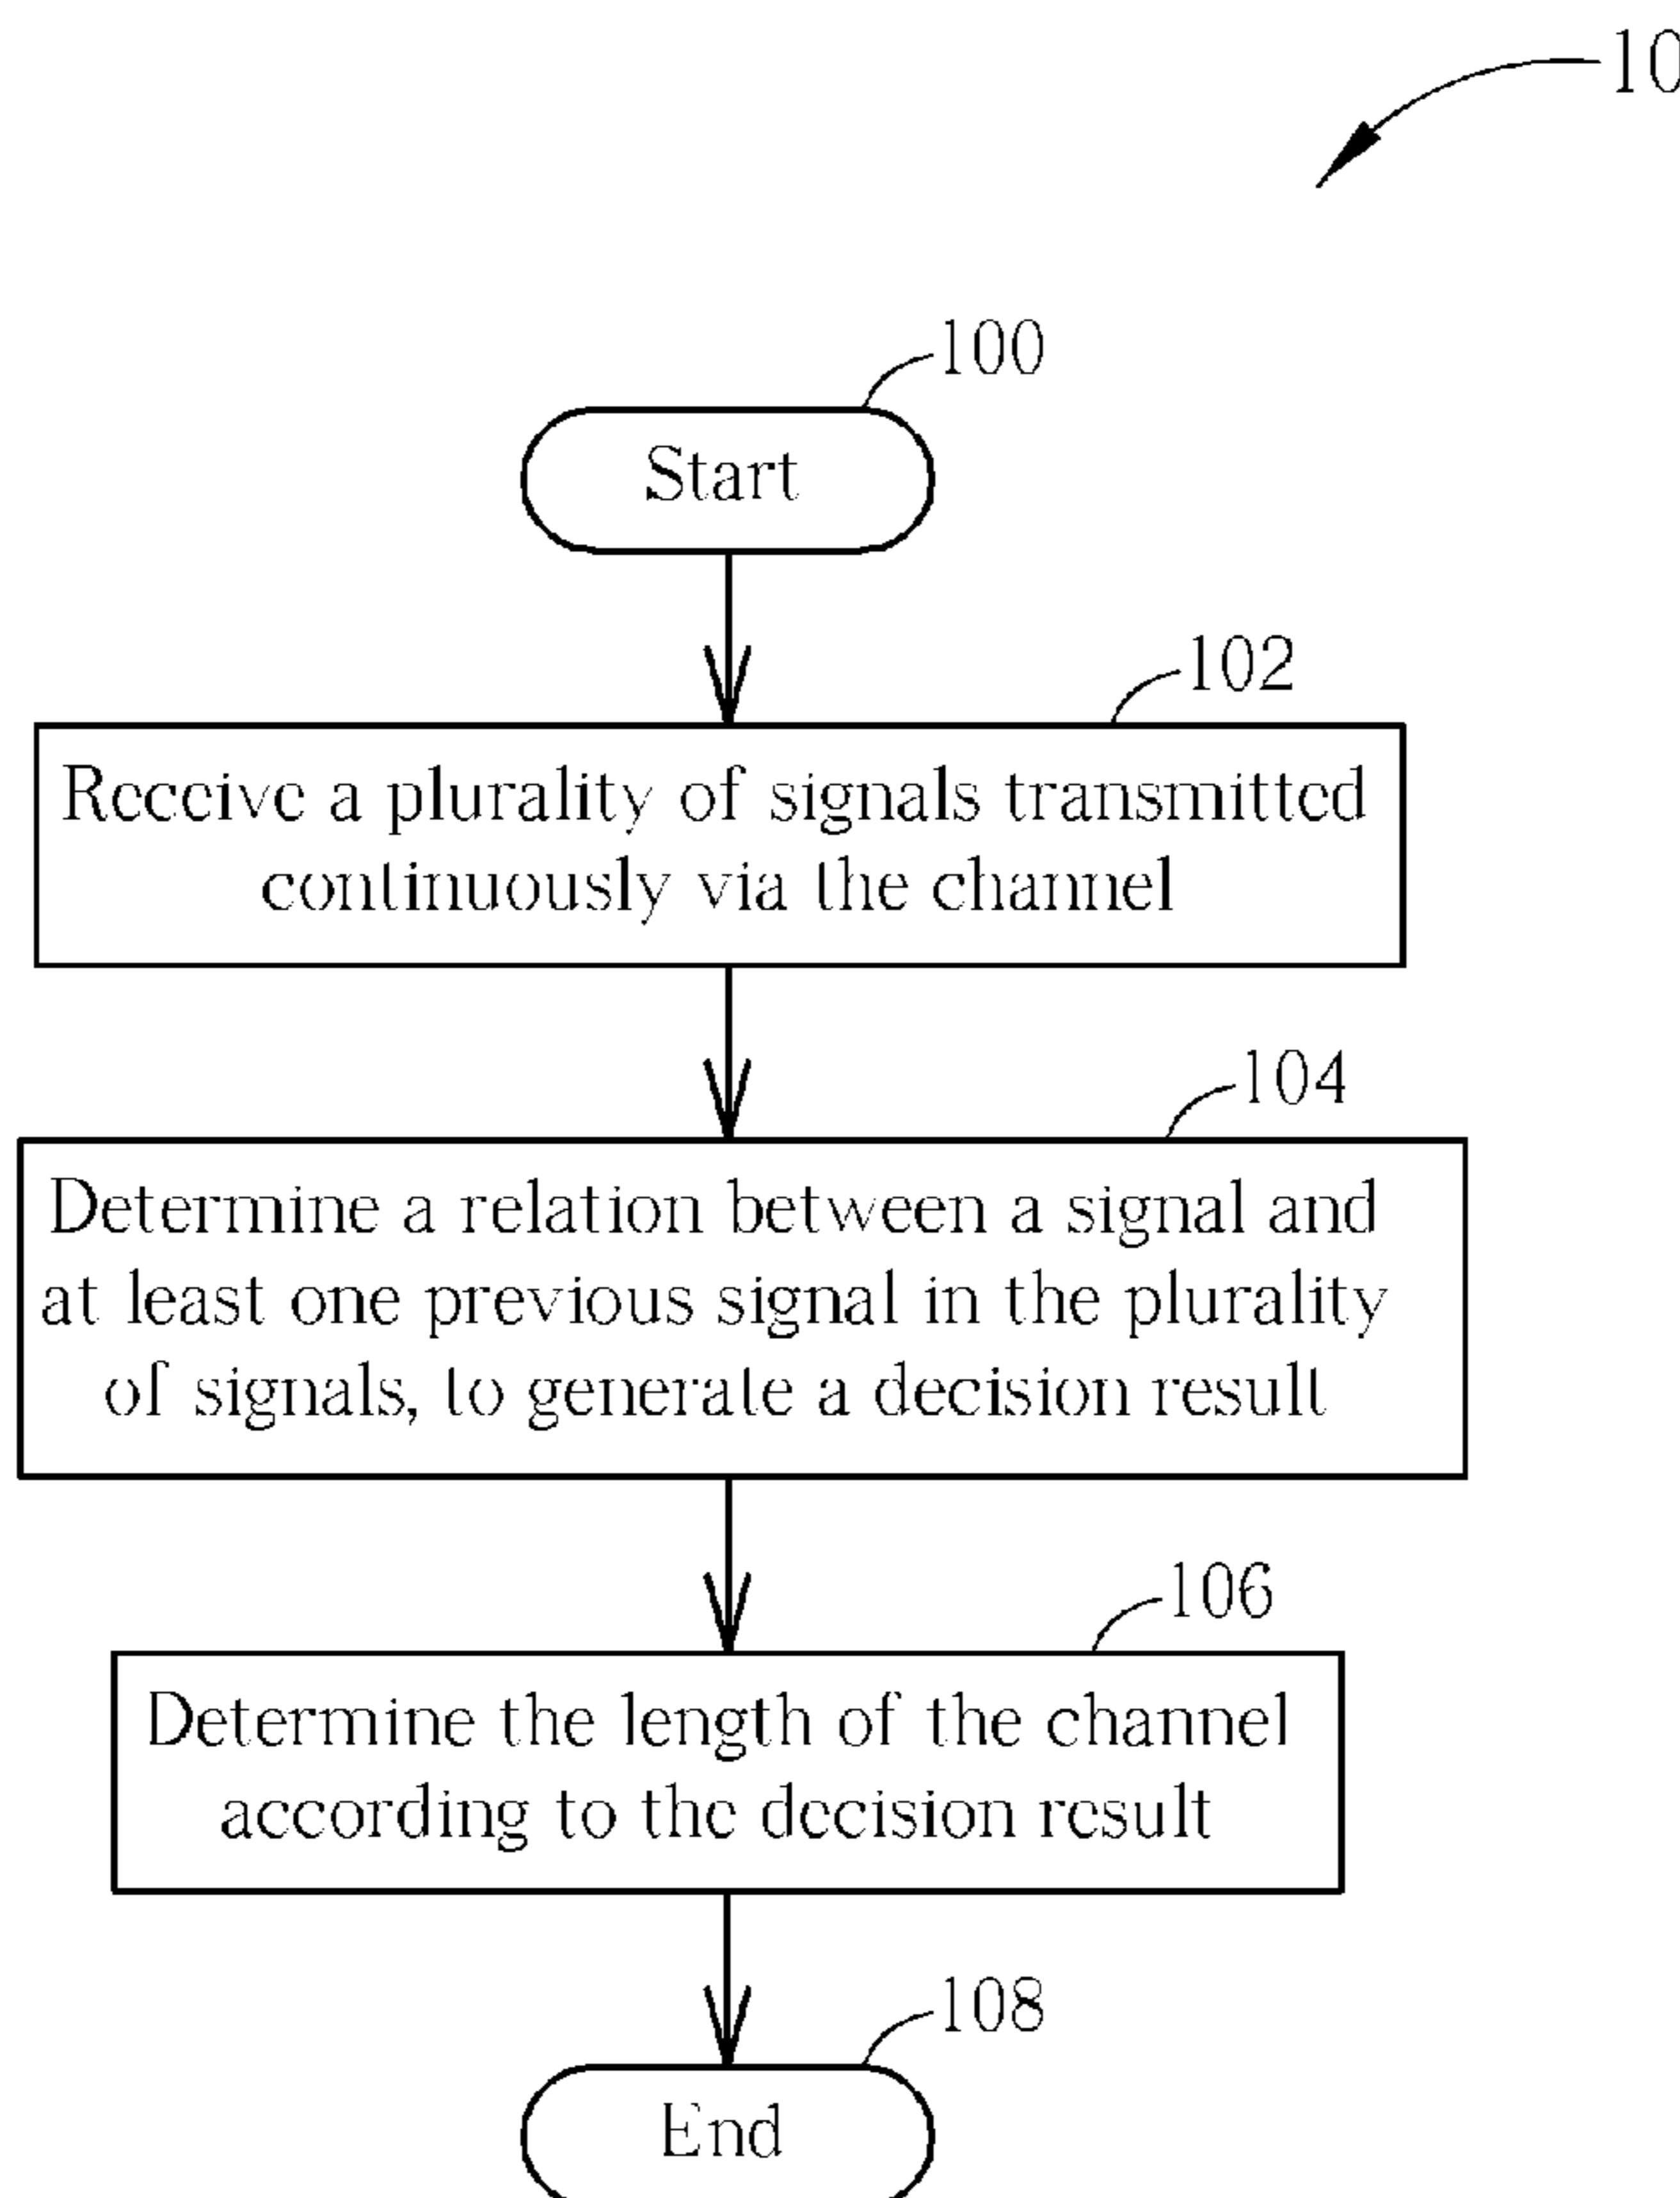 10
100
Start
102
Receive a plurality of signals transmitted
continuously via the channel
104
Determine a relation between a signal and
at least one previous signal in the plurality
of signals, to generate a decision result
106
Determine the length of the channel
according to the decision result
108
End